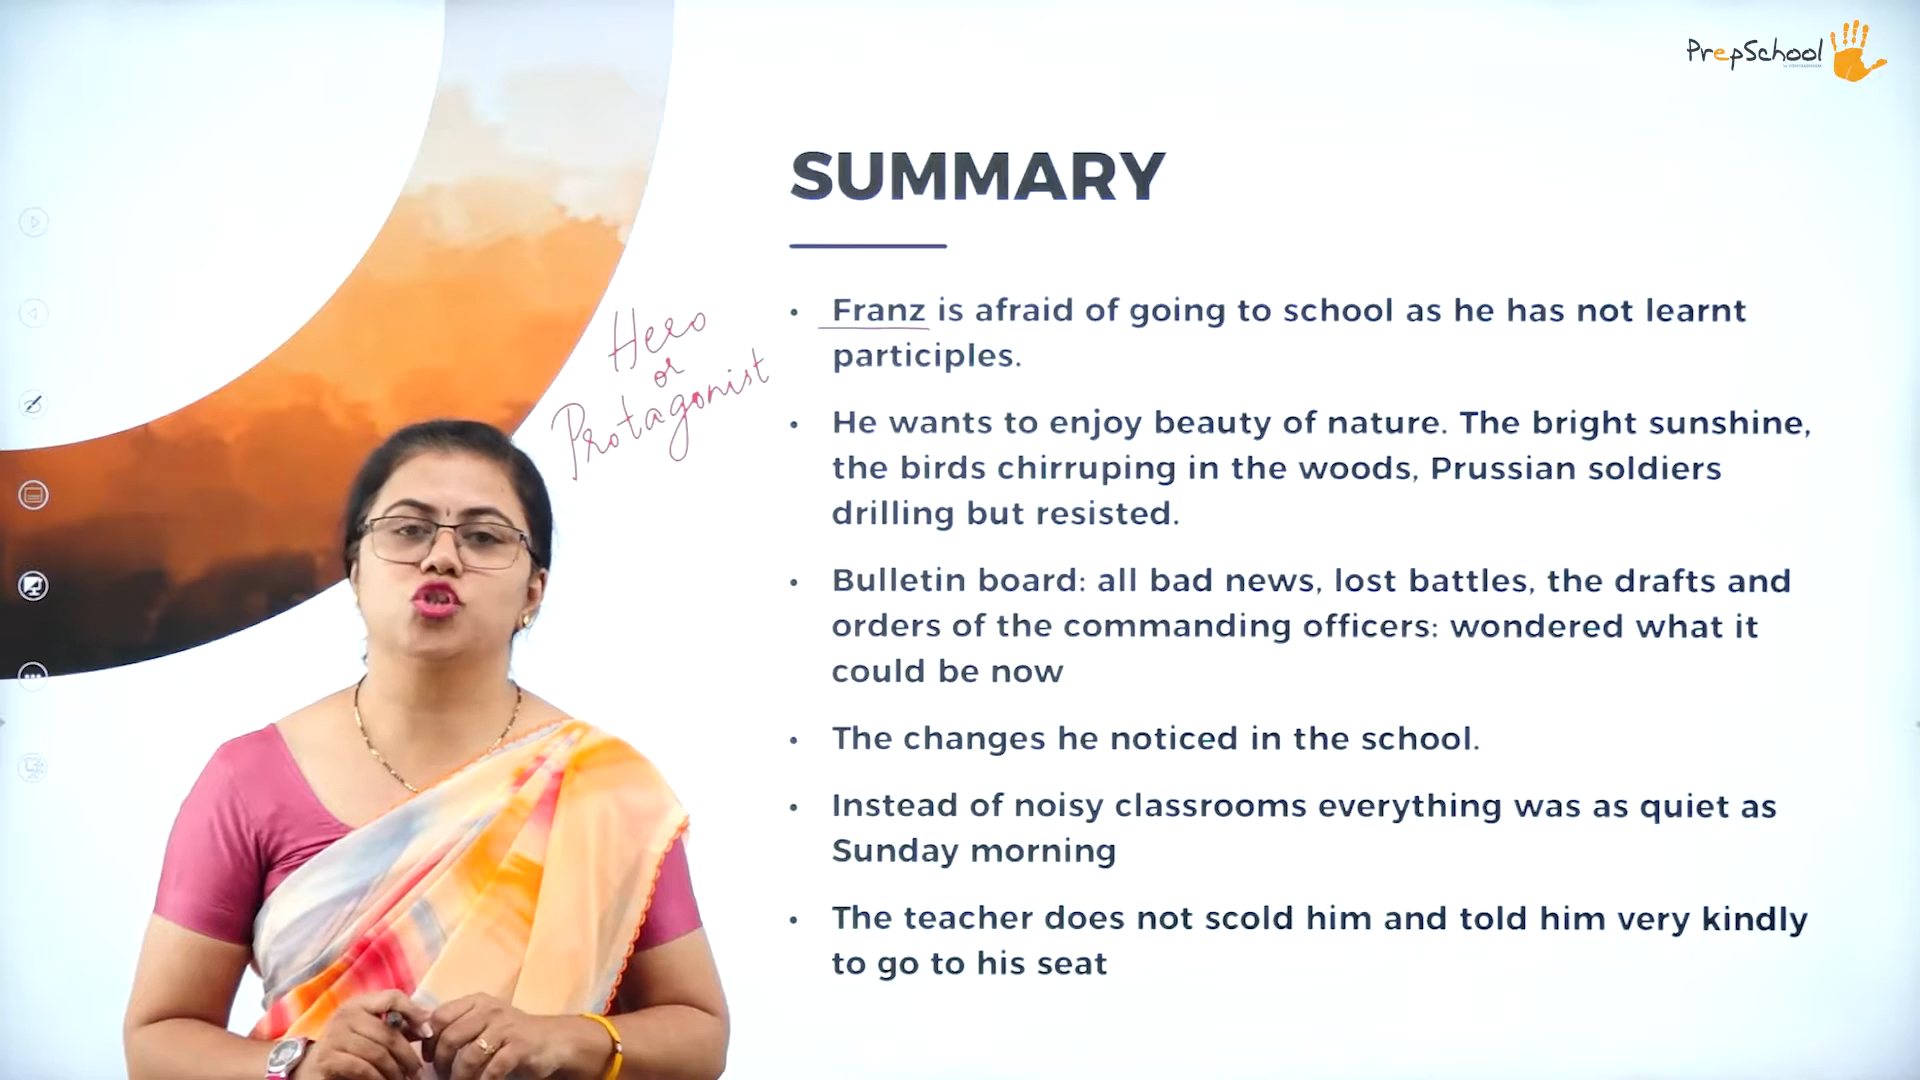 PrepSchool
SUMMARY
Hero
or
Protagonist
• Franz is afraid of going to school as he has not learnt
participles.
• He wants to enjoy beauty of nature. The bright sunshine,
the birds chirruping in the woods, Prussian soldiers
drilling but resisted.
• Bulletin board: all bad news, lost battles, the drafts and
orders of the commanding officers: wondered what it
could be now
• The changes he noticed in the school.
• Instead of noisy classrooms everything was as quiet as
Sunday morning
• The teacher does not scold him and told him very kindly
to go to his seat